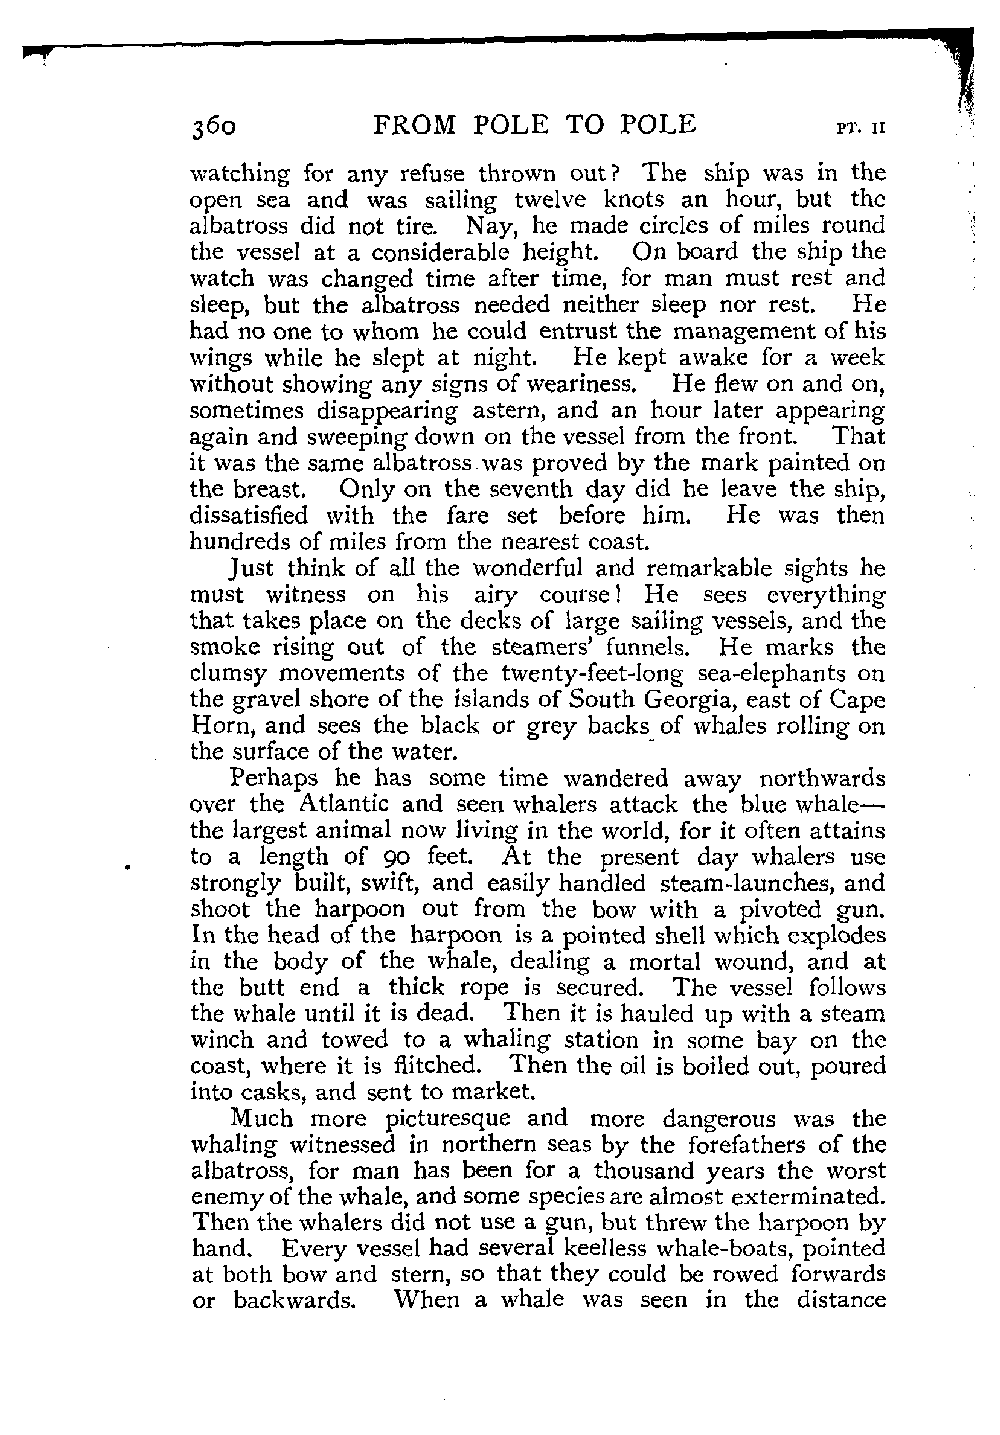 360 FROM POLE TO POLE PT. II
watching for any refuse thrown out? The ship was in the
open sea and was sailing twelve knots an hour, but the
albatross did not tire. Nay, he made circles of miles round
the vessel at a considerable height. On board the ship the
watch was changed time after time, for man must rest and
sleep, but the albatross needed neither sleep nor rest. He
had no one to whom he could entrust the management of his
wings while he slept at night. He kept awake for a week
without showing any signs of weariness. He flew on and on,
sometimes disappearing astern, and an hour later appearing
again and sweeping down on the vessel from the front. That
it was the same albatross was proved by the mark painted on
the breast. Only on the seventh day did he leave the ship,
dissatisfied with the fare set before him. He was then
hundreds of miles from the nearest coast.
Just think of all the wonderful and remarkable sights he
must witness on his airy course! He sees everything
that takes place on the decks of large sailing vessels, and the
smoke rising out of the steamers' funnels. He marks the
clumsy movements of the twenty-feet-long sea-elephants on
the gravel shore of the islands of South Georgia, east of Cape
Horn, and sees the black or grey backs of whales rolling on
the surface of the water.
Perhaps he has some time wandered away northwards
over the Atlantic and seen whalers attack the blue whale—
the largest animal now living in the world, for it often attains
to a length of 90 feet. At the present day whalers use
strongly built, swift, and easily handled steam-launches, and
shoot the harpoon out from the bow with a pivoted gun.
In the head of the harpoon is a pointed shell which explodes
in the body of the whale, dealing a mortal wound, and at
the butt end a thick rope is secured. The vessel follows
the whale until it is dead. Then it is hauled up with a steam
winch and towed to a whaling station in some bay on the
coast, where it is flitched. Then the oil is boiled out, poured
into casks, and sent to market.
Much more picturesque and more dangerous was the
whaling witnessed in northern seas by the forefathers of the
albatross, for man has been for a thousand years the worst
enemy of the whale, and some species are almost exterminated.
Then the whalers did not use a gun, but threw the harpoon by
hand. Every vessel had several keelless whale-boats, pointed
at both bow and stern, so that they could be rowed forwards
or backwards. When a whale was seen in the distance